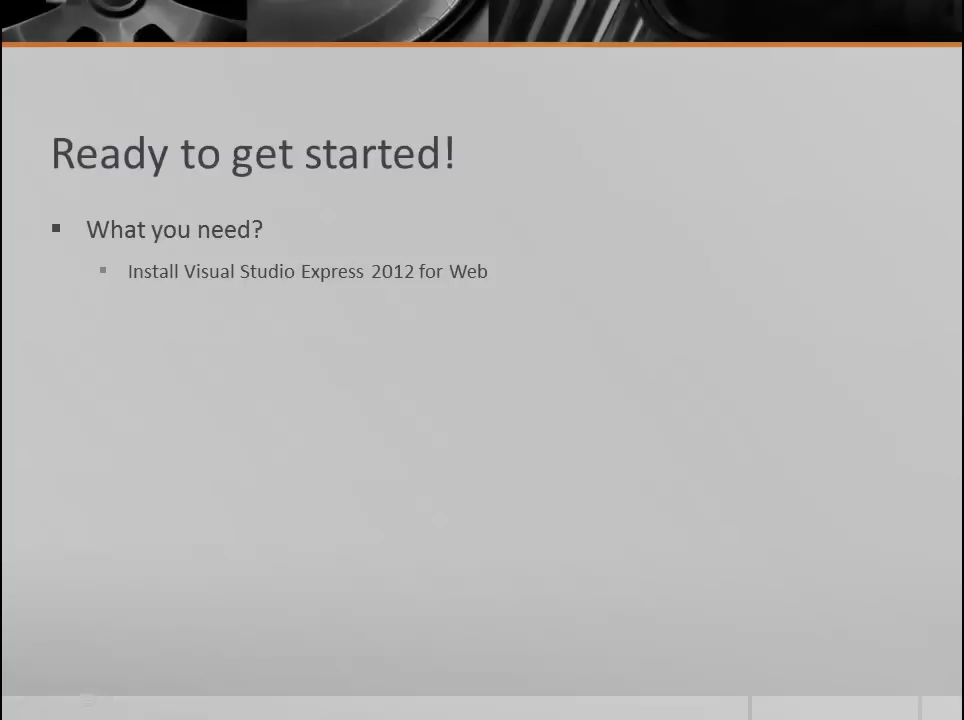 Ready to get started!
What you need?
Install Visual Studio Express 2012 for Web